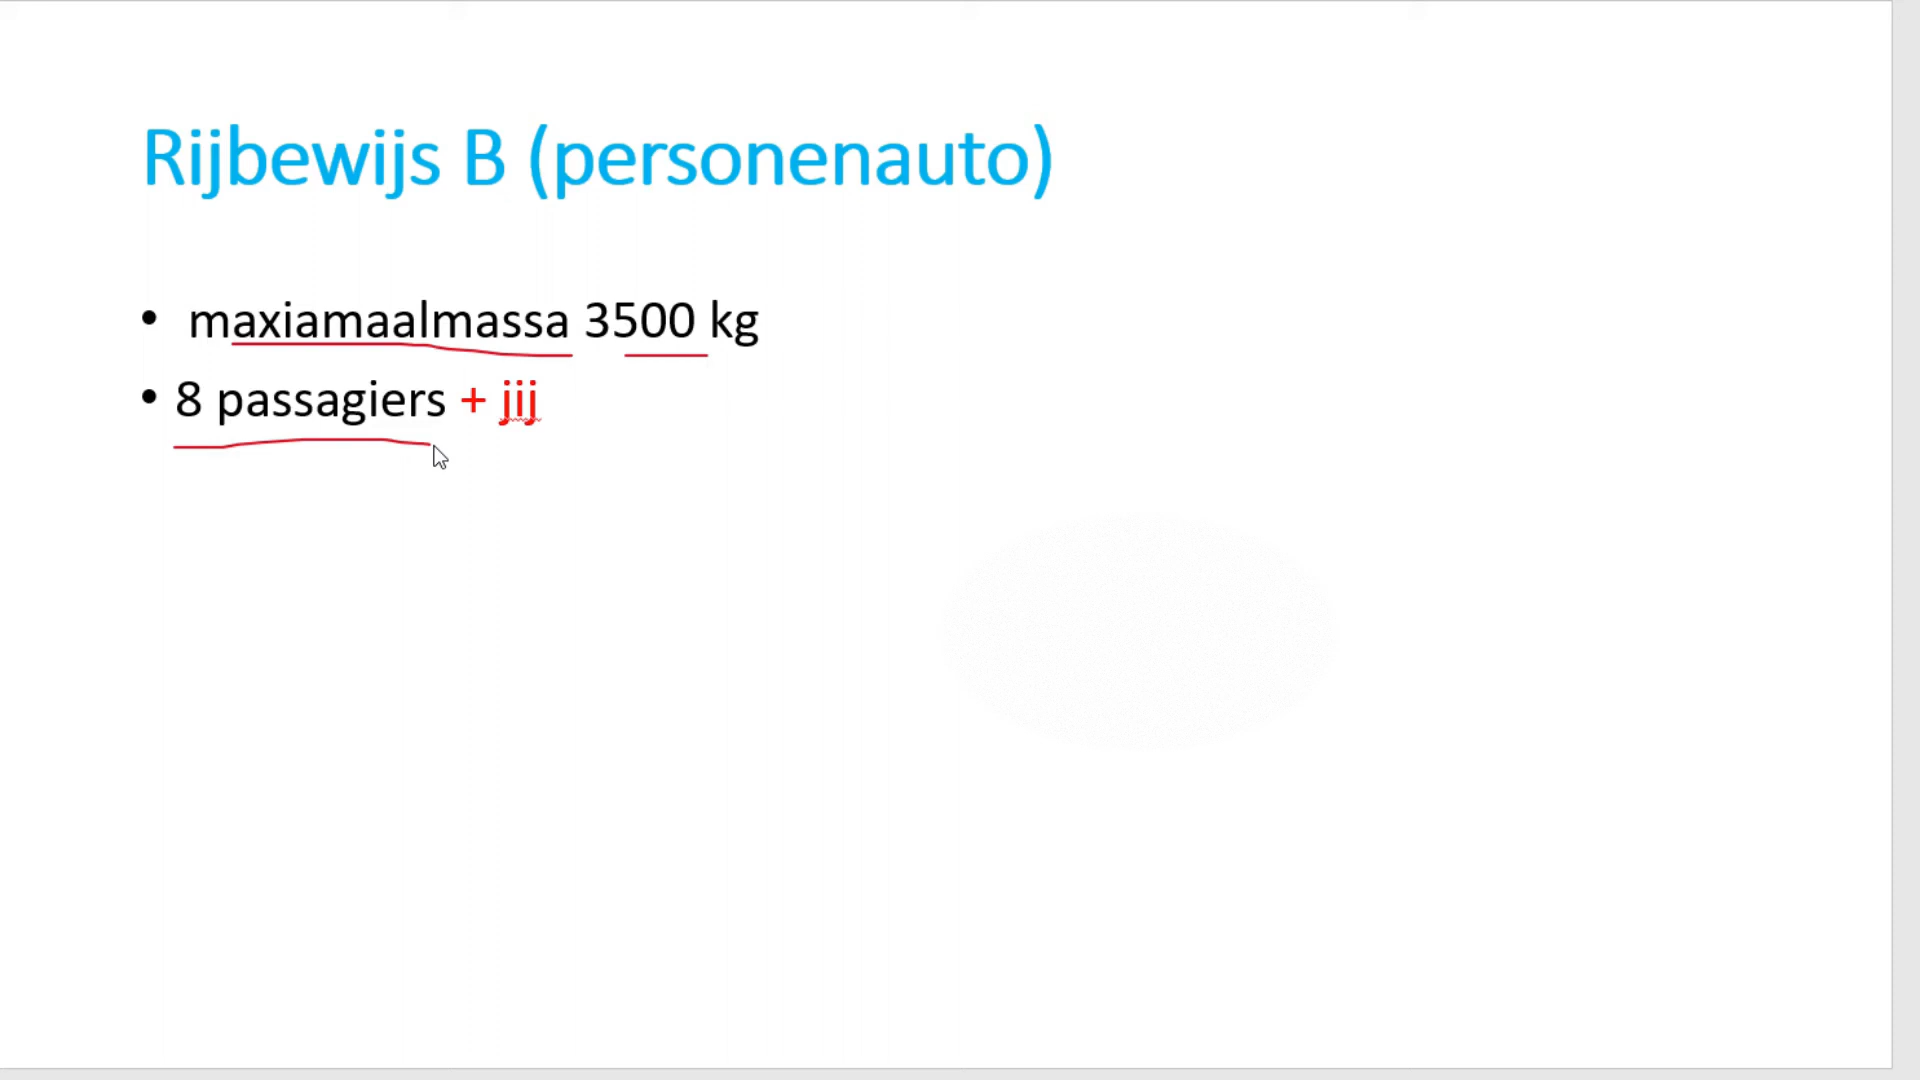 Rijbewijs B (personenauto)
• maxiamaalmassa 3500 kg
• 8 passagiers + jij